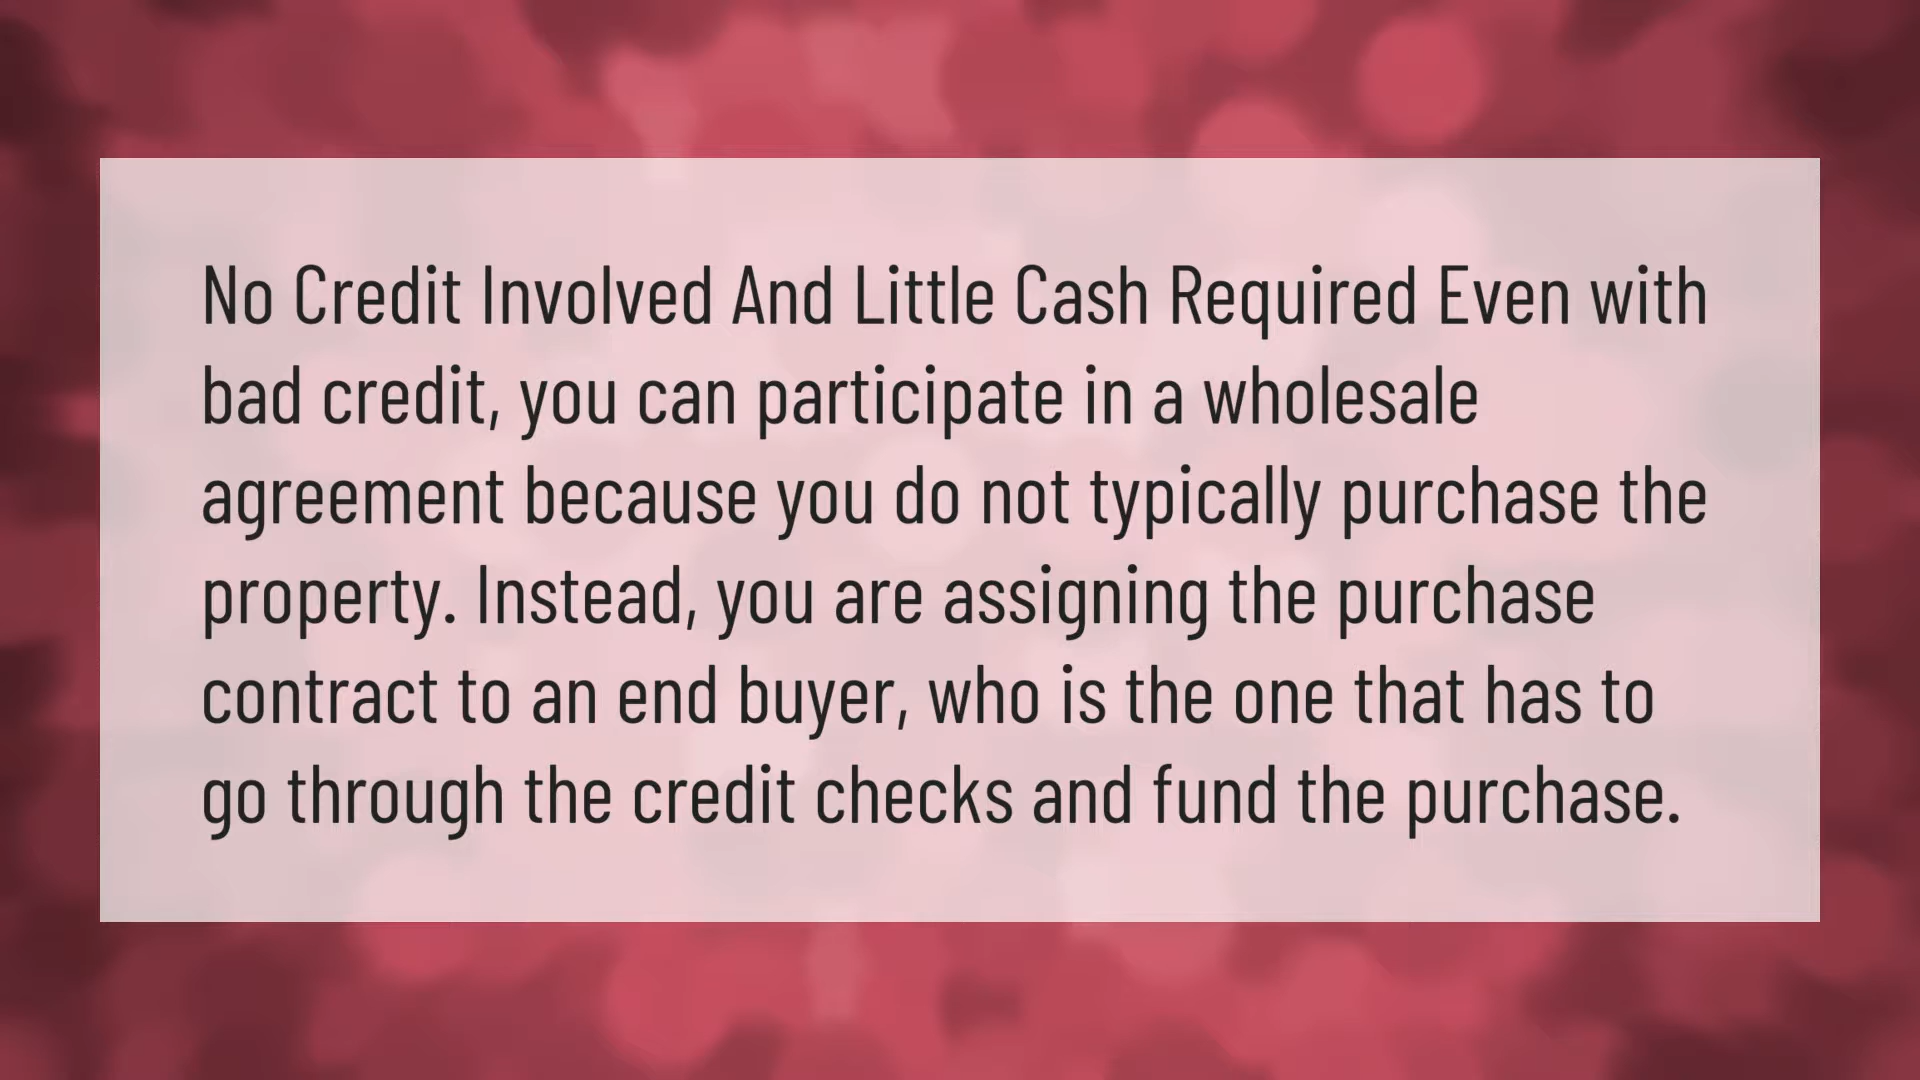 No Credit Involved And Little Cash Required Even with
bad credit, you can participate in a wholesale
agreement because you do not typically purchase the
property. Instead, you are assigning the purchase
contract to an end buyer, who is the one that has to
go through the credit checks and fund the purchase.